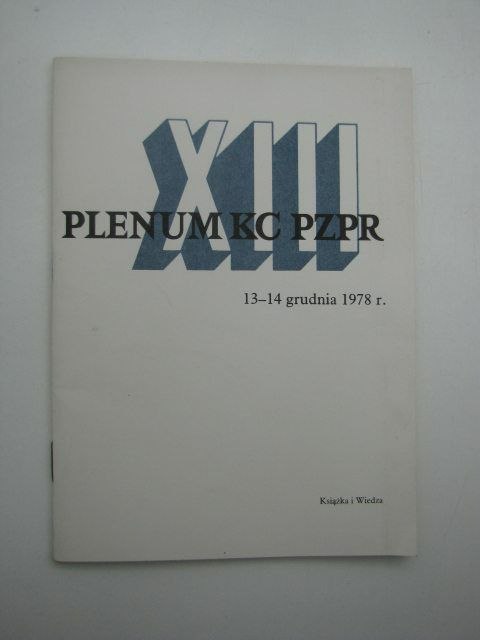 XIII
PLENUM KC PZPR
13–14 grudnia 1978 r.
Książka i Wiedza